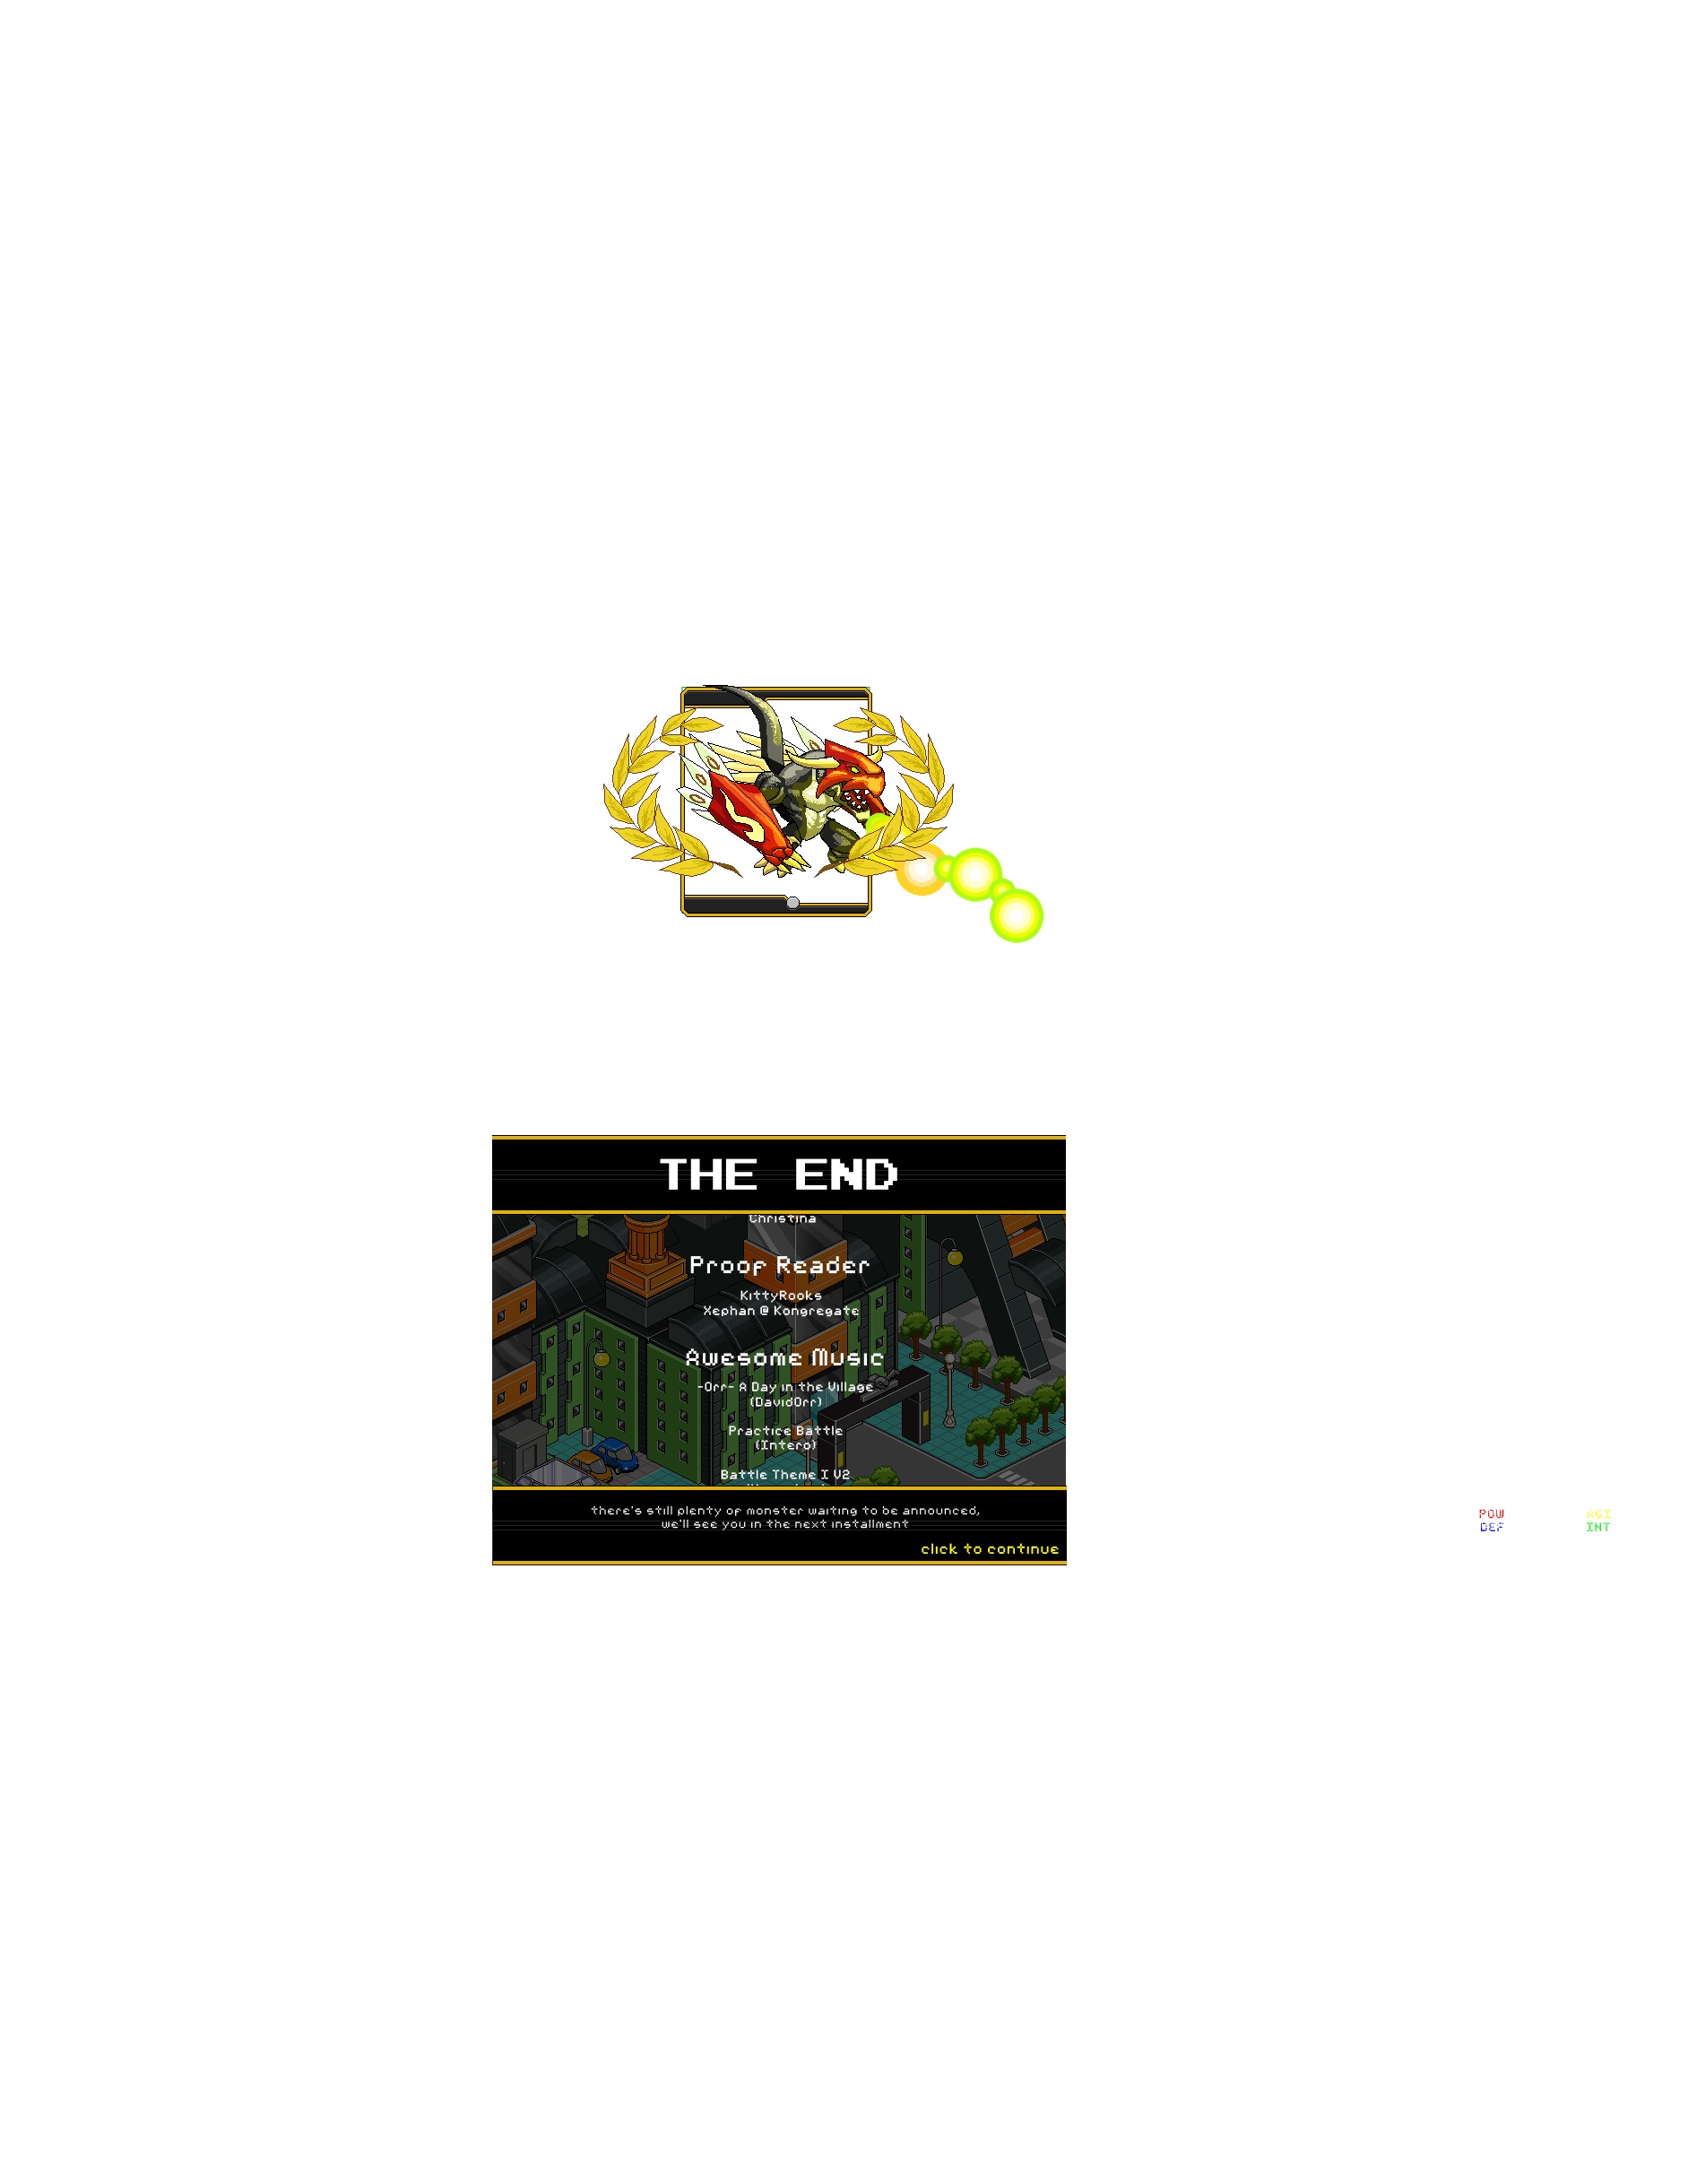 THE END
Christina
Proof Reader
KittyRooks
Xephan @ Kongregate
Awesome Music
-Orr- A Day in the Village
(DavidOrr)
Practice Battle
(Intero)
Battle Theme I V2
there's still plenty of monster waiting to be announced,
we'll see you in the next installment
click to continue
POW AGI
DEF INT